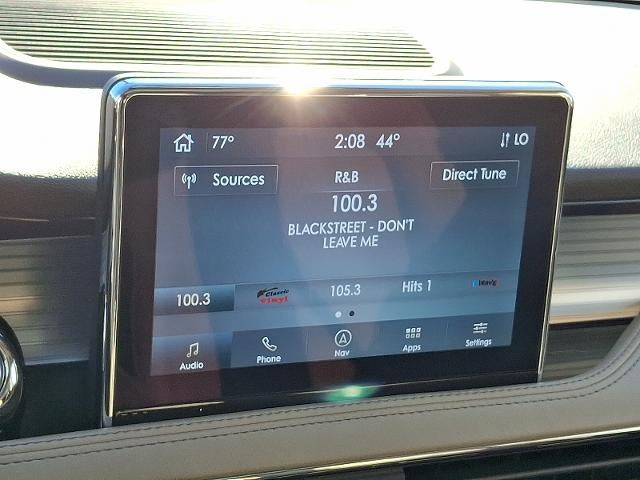 77° 2:08 44° LO
Sources R&B Direct Tune
100.3
BLACKSTREET - DON'T
LEAVE ME
100.3 Classic Vinyl 105.3 Hits 1
Audio Phone Nav Apps Settings